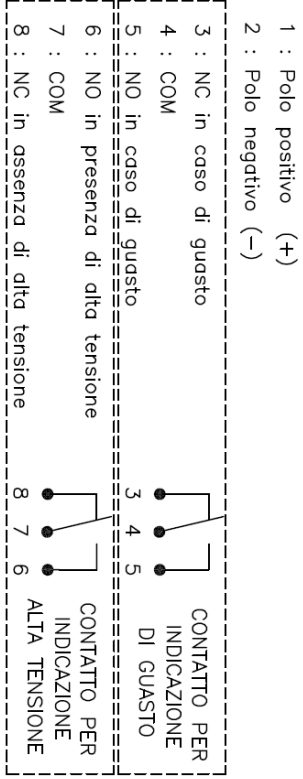 1 : Polo positivo (+)
2 : Polo negativo (−)
3 : NC in caso di guasto
4 : COM
5 : NO in caso di guasto
3 4 5
CONTATTO PER
INDICAZIONE
DI GUASTO
6 : NO in presenza di alta tensione
7 : COM
8 : NC in assenza di alta tensione
8 7 6
CONTATTO PER
INDICAZIONE
ALTA TENSIONE